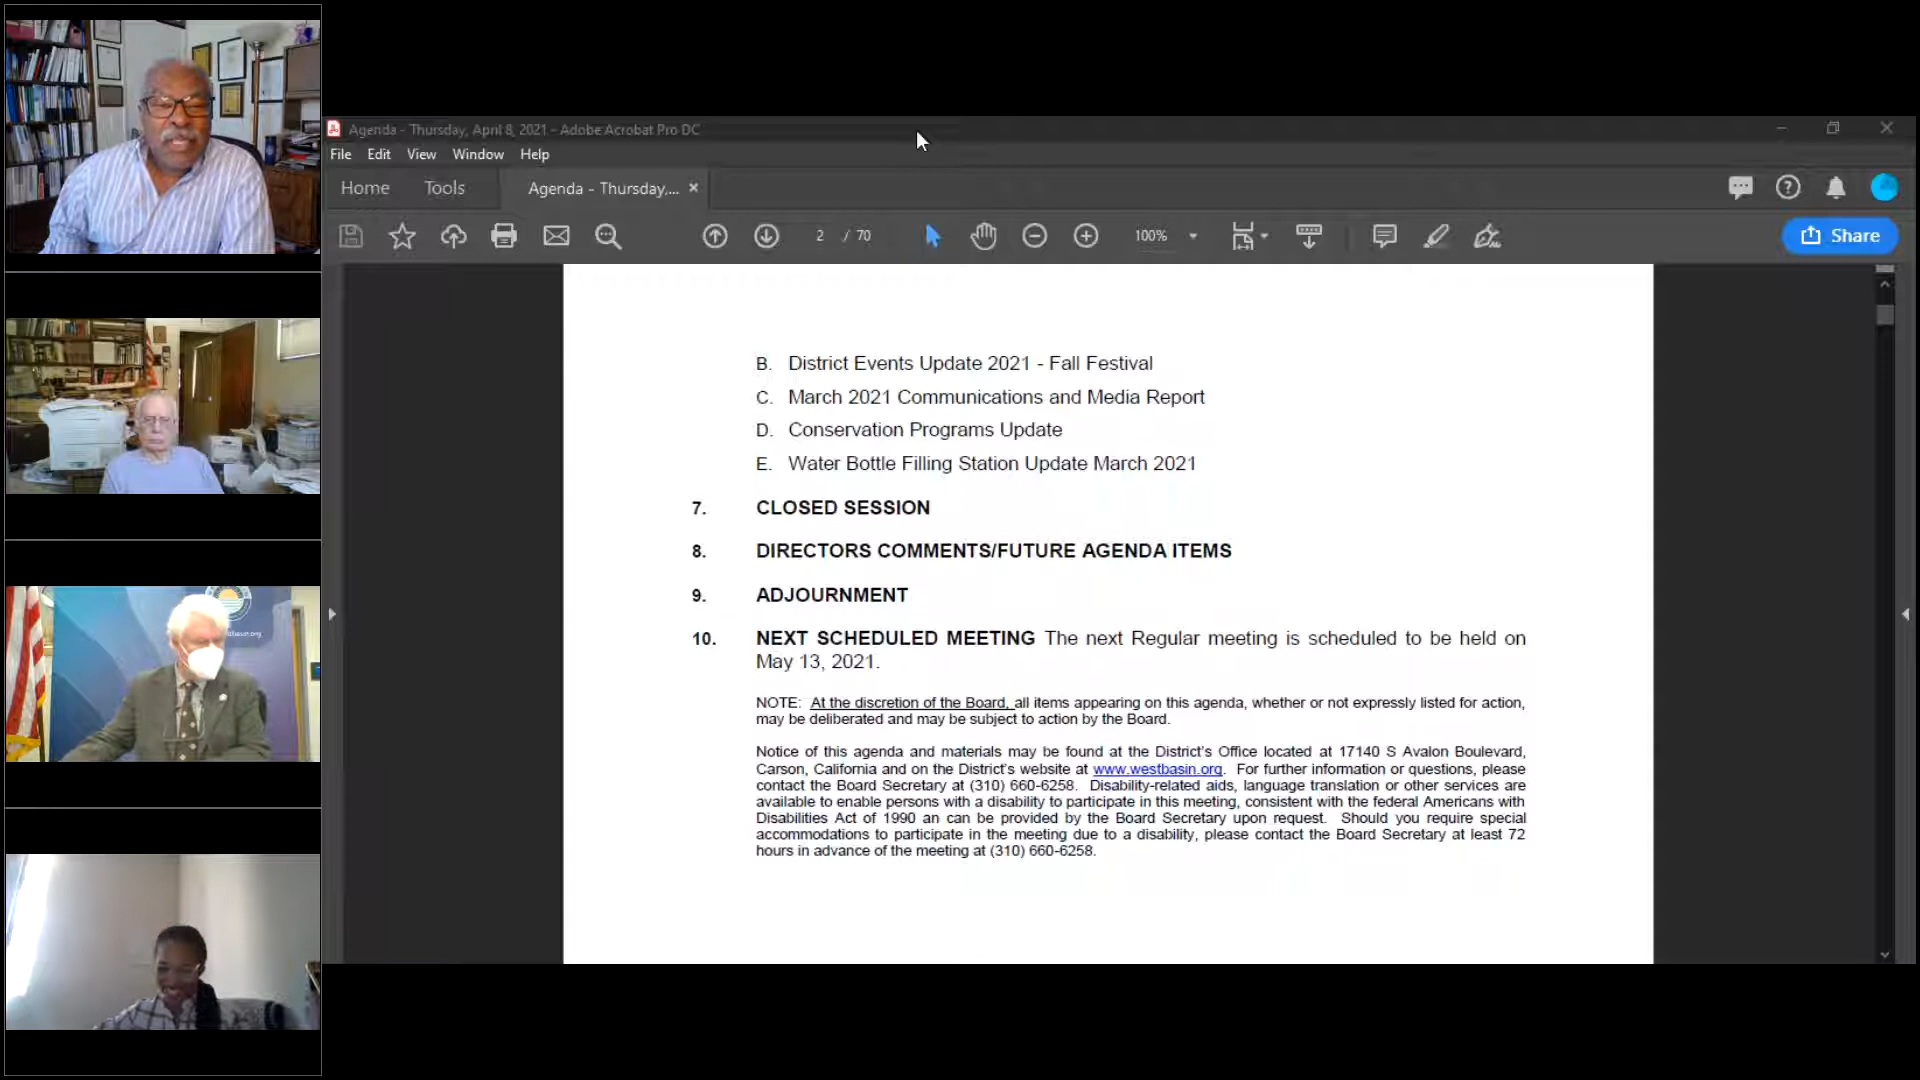 Agenda - Thursday, April 8, 2021 - Adobe Acrobat Pro DC
File Edit View Window Help
Home Tools Agenda - Thursday,... ×
2 / 70 100% Share
B. District Events Update 2021 - Fall Festival
C. March 2021 Communications and Media Report
D. Conservation Programs Update
E. Water Bottle Filling Station Update March 2021
7. CLOSED SESSION
8. DIRECTORS COMMENTS/FUTURE AGENDA ITEMS
9. ADJOURNMENT
10. NEXT SCHEDULED MEETING The next Regular meeting is scheduled to be held on
May 13, 2021.
NOTE: At the discretion of the Board, all items appearing on this agenda, whether or not expressly listed for action,
may be deliberated and may be subject to action by the Board.
Notice of this agenda and materials may be found at the District's Office located at 17140 S Avalon Boulevard,
Carson, California and on the District's website at www.westbasin.org. For further information or questions, please
contact the Board Secretary at (310) 660-6258. Disability-related aids, language translation or other services are
available to enable persons with a disability to participate in this meeting, consistent with the federal Americans with
Disabilities Act of 1990 an can be provided by the Board Secretary upon request. Should you require special
accommodations to participate in the meeting due to a disability, please contact the Board Secretary at least 72
hours in advance of the meeting at (310) 660-6258.